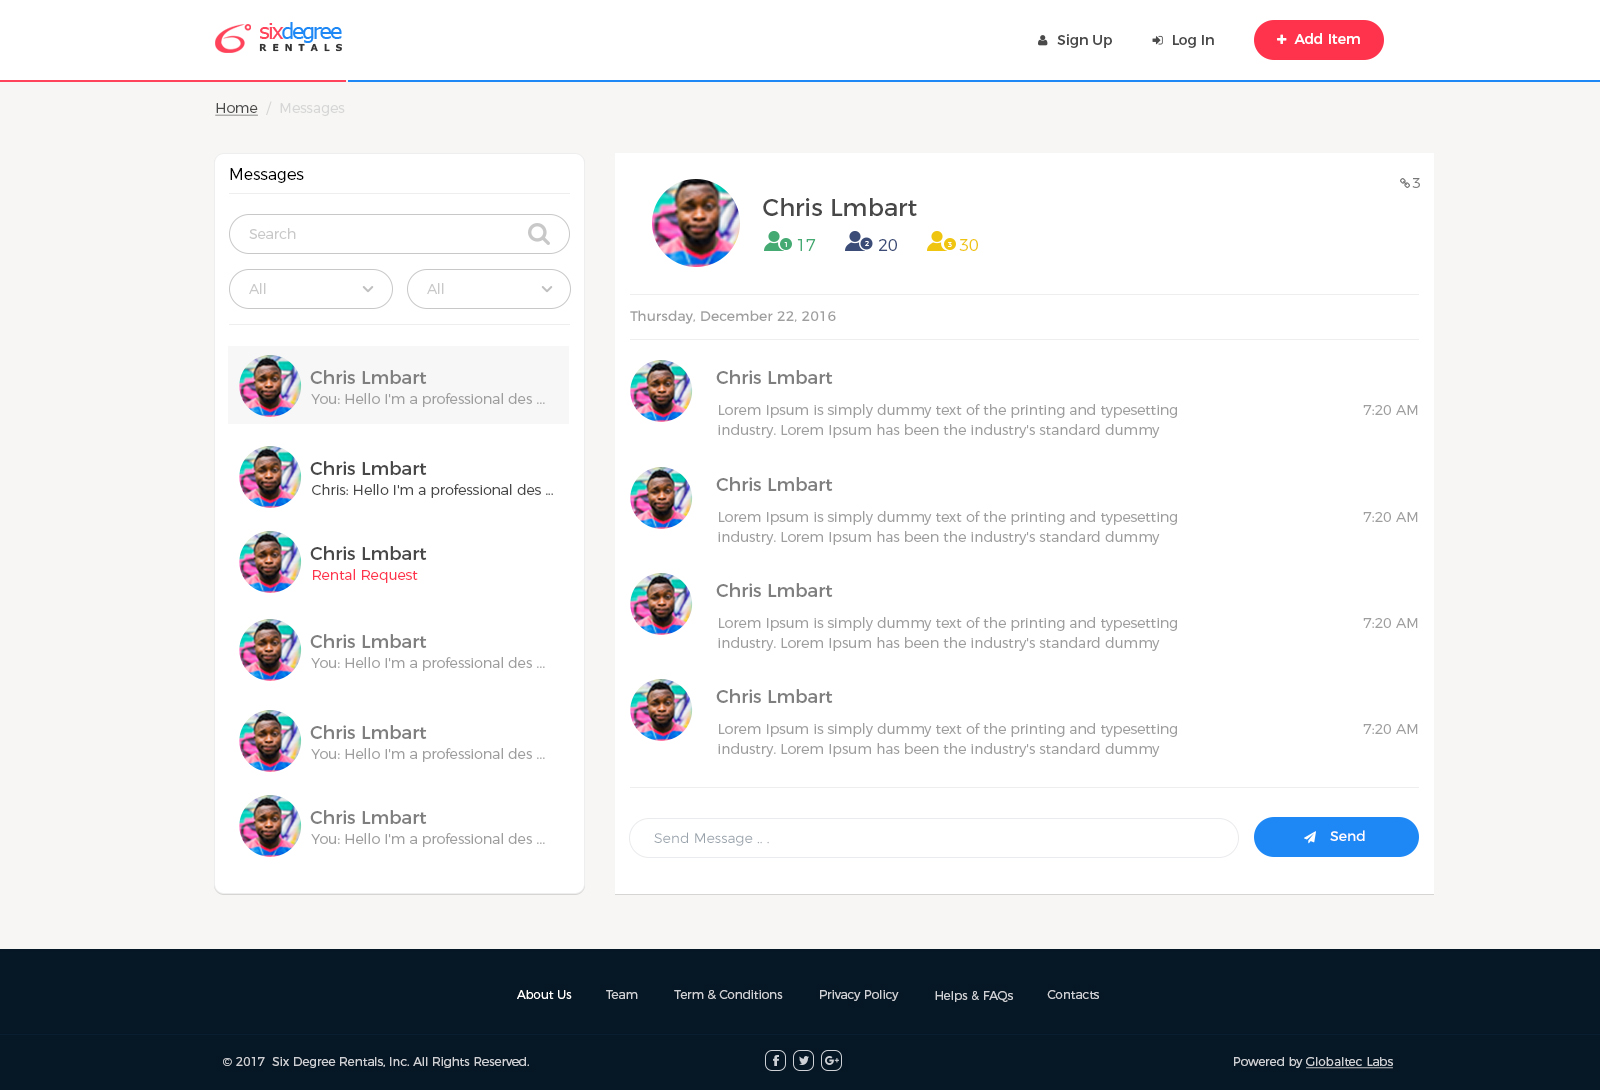 sixdegree
RENTALS
Sign Up
Log In
Add Item
Home / Messages
Messages
Search
All
All
Chris Lmbart
You: Hello I'm a professional des ...
Chris Lmbart
Chris: Hello I'm a professional des ...
Chris Lmbart
Rental Request
Chris Lmbart
You: Hello I'm a professional des ...
Chris Lmbart
You: Hello I'm a professional des ...
Chris Lmbart
You: Hello I'm a professional des ...
3
Chris Lmbart
1 17
2 20
3 30
Thursday, December 22, 2016
Chris Lmbart
Lorem Ipsum is simply dummy text of the printing and typesetting
industry. Lorem Ipsum has been the industry's standard dummy
7:20 AM
Chris Lmbart
Lorem Ipsum is simply dummy text of the printing and typesetting
industry. Lorem Ipsum has been the industry's standard dummy
7:20 AM
Chris Lmbart
Lorem Ipsum is simply dummy text of the printing and typesetting
industry. Lorem Ipsum has been the industry's standard dummy
7:20 AM
Chris Lmbart
Lorem Ipsum is simply dummy text of the printing and typesetting
industry. Lorem Ipsum has been the industry's standard dummy
7:20 AM
Send Message .. .
Send
About Us
Team
Term & Conditions
Privacy Policy
Helps & FAQs
Contacts
© 2017 Six Degree Rentals, Inc. All Rights Reserved.
Powered by Globaltec Labs